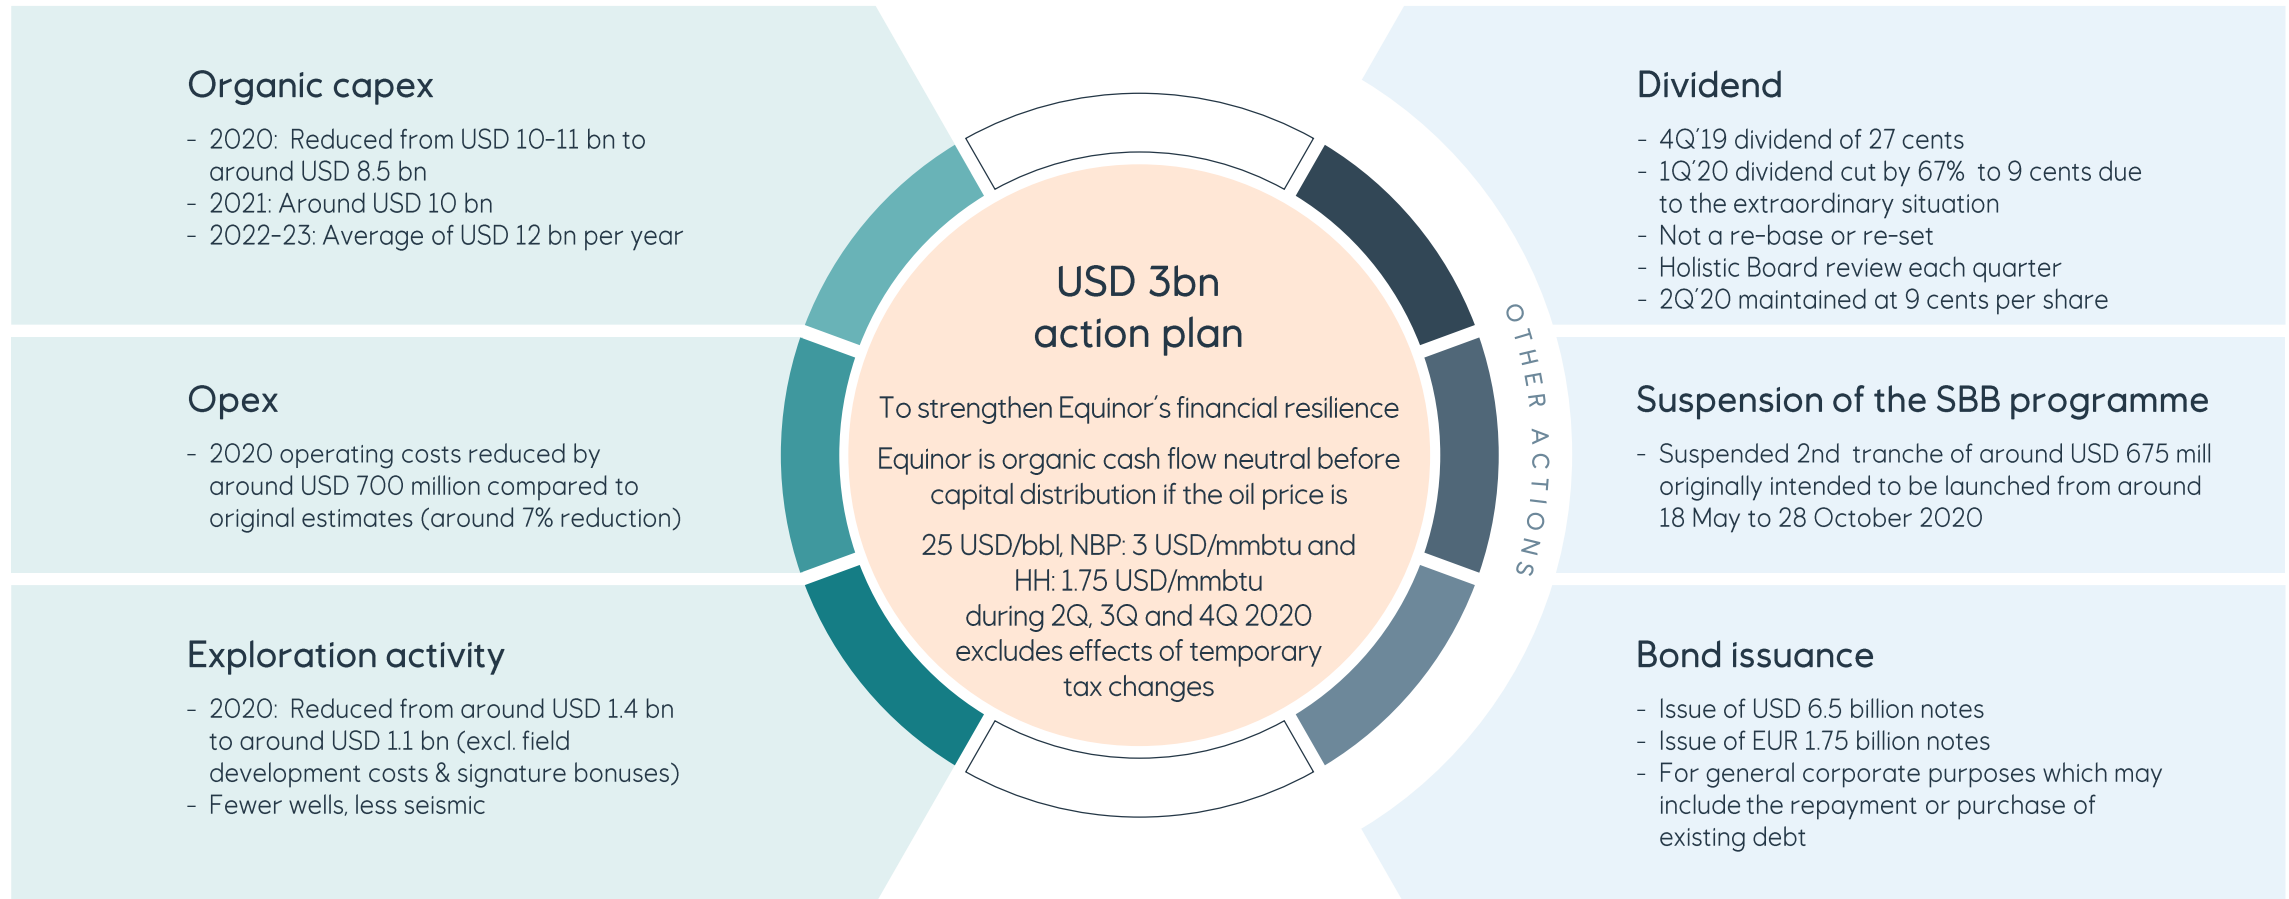 Organic capex
- 2020: Reduced from USD 10-11 bn to
around USD 8.5 bn
- 2021: Around USD 10 bn
- 2022-23: Average of USD 12 bn per year
Opex
- 2020 operating costs reduced by
around USD 700 million compared to
original estimates (around 7% reduction)
Exploration activity
- 2020: Reduced from around USD 1.4 bn
to around USD 1.1 bn (excl. field
development costs & signature bonuses)
- Fewer wells, less seismic
USD 3bn
action plan
To strengthen Equinor´s financial resilience
Equinor is organic cash flow neutral before
capital distribution if the oil price is
25 USD/bbl, NBP: 3 USD/mmbtu and
HH: 1.75 USD/mmbtu
during 2Q, 3Q and 4Q 2020
excludes effects of temporary
tax changes
OTHER ACTIONS
Dividend
- 4Q´19 dividend of 27 cents
- 1Q´20 dividend cut by 67% to 9 cents due
to the extraordinary situation
- Not a re-base or re-set
- Holistic Board review each quarter
- 2Q´20 maintained at 9 cents per share
Suspension of the SBB programme
- Suspended 2nd tranche of around USD 675 mill
originally intended to be launched from around
18 May to 28 October 2020
Bond issuance
- Issue of USD 6.5 billion notes
- Issue of EUR 1.75 billion notes
- For general corporate purposes which may
include the repayment or purchase of
existing debt